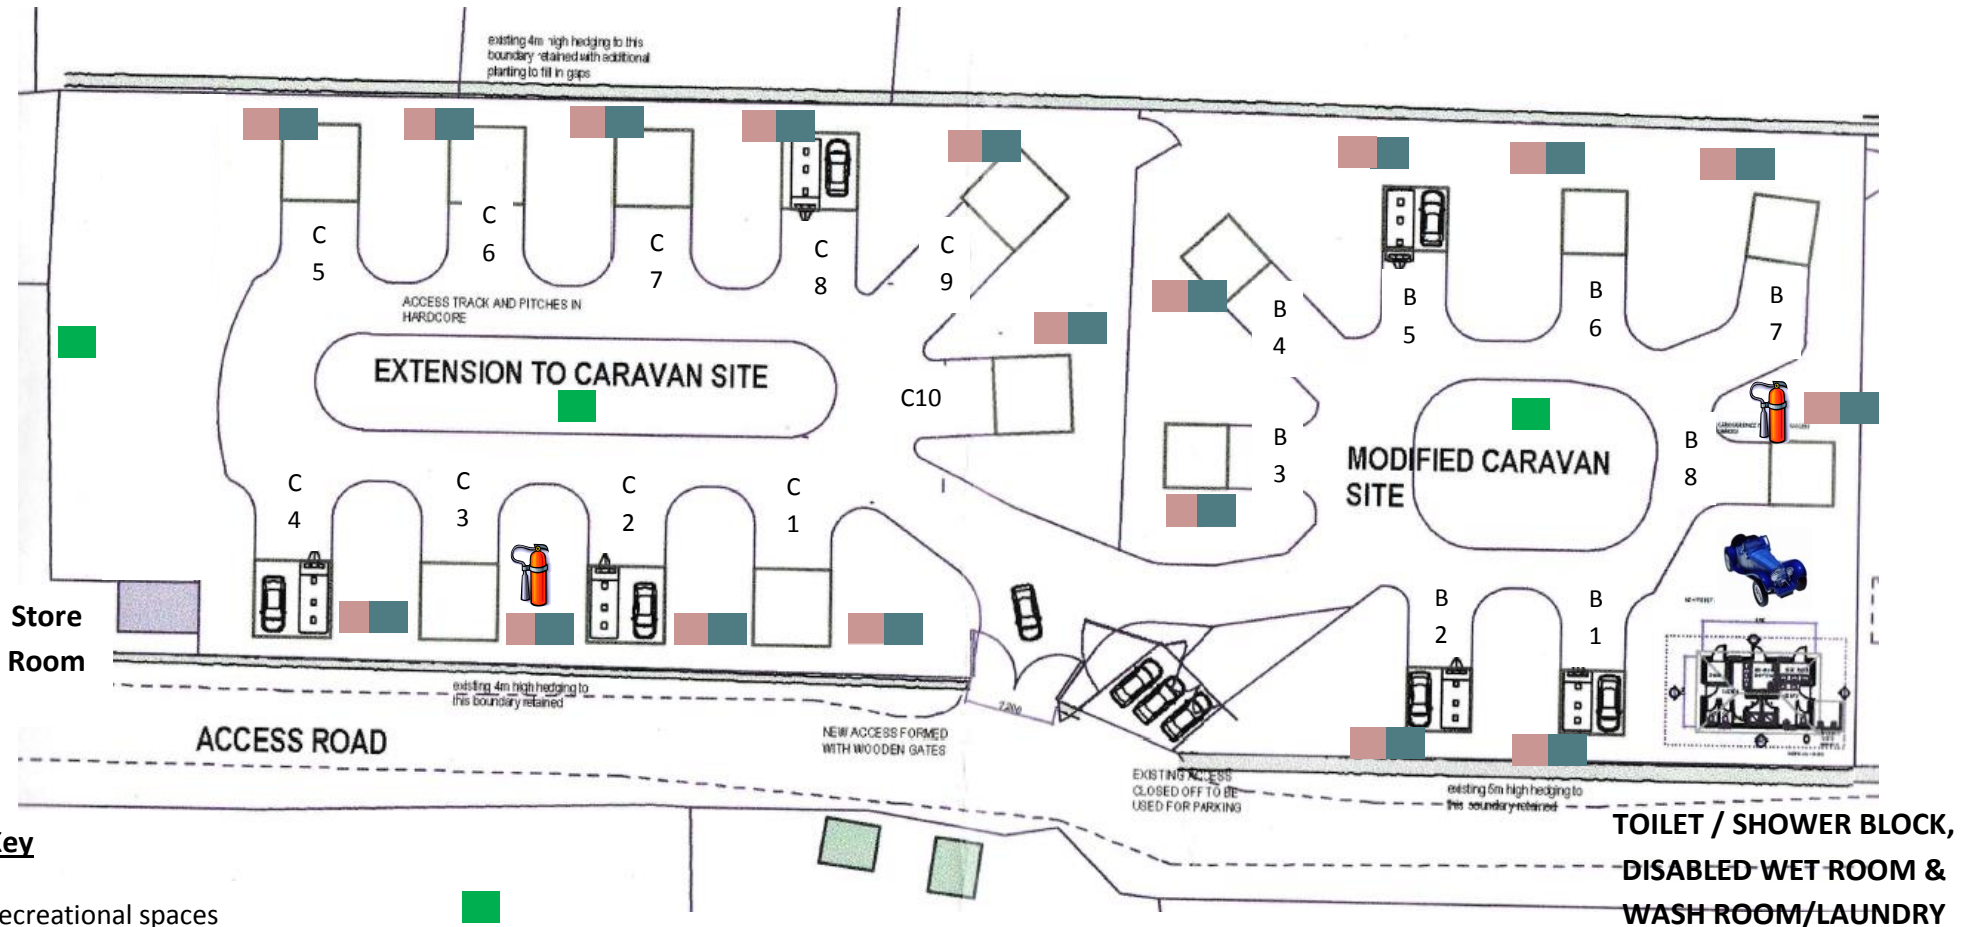 existing 4m high hedging to this
boundary retained with additional
planting to fill in gaps
C
5
C
6
C
7
C
8
C
9
B
4
B
5
B
6
B
7
ACCESS TRACK AND PITCHES IN
HARDCORE
EXTENSION TO CARAVAN SITE
C10
B
3
MODIFIED CARAVAN
SITE
B
8
C
4
C
3
C
2
C
1
B
2
B
1
Store
Room
existing 4m high hedging to
this boundary retained
ACCESS ROAD
NEW ACCESS FORMED
WITH WOODEN GATES
EXISTING ACCESS
CLOSED OFF TO BE
USED FOR PARKING
existing 5m high hedging to
this boundary retained
TOILET / SHOWER BLOCK,
DISABLED WET ROOM &
WASH ROOM/LAUNDRY
Key
ecreational spaces